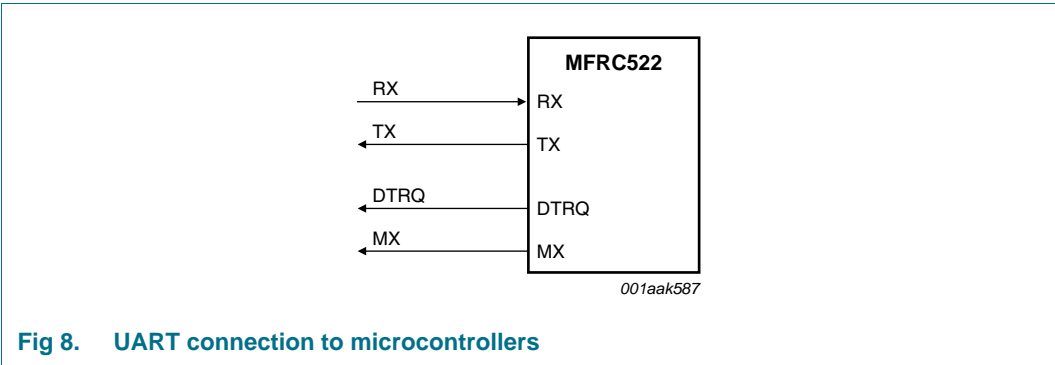 MFRC522
RX RX
TX TX
DTRQ DTRQ
MX MX
001aak587
Fig 8. UART connection to microcontrollers